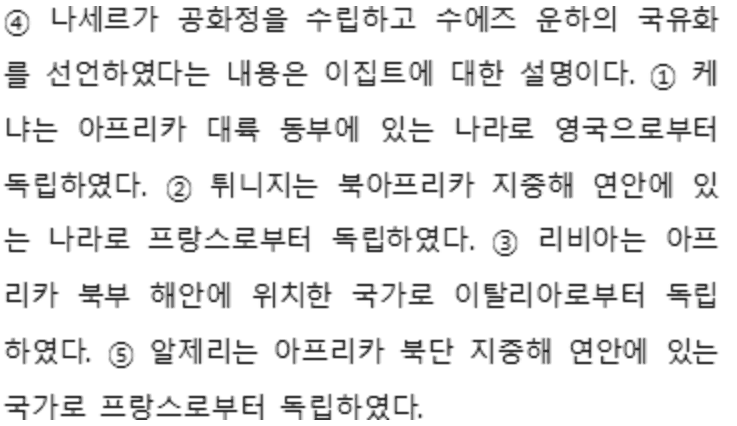 ④ 나세르가 공화정을 수립하고 수에즈 운하의 국유화
를 선언하였다는 내용은 이집트에 대한 설명이다. ① 케
냐는 아프리카 대륙 동부에 있는 나라로 영국으로부터
독립하였다. ② 튀니지는 북아프리카 지중해 연안에 있
는 나라로 프랑스로부터 독립하였다. ③ 리비아는 아프
리카 북부 해안에 위치한 국가로 이탈리아로부터 독립
하였다. ⑤ 알제리는 아프리카 북단 지중해 연안에 있는
국가로 프랑스로부터 독립하였다.